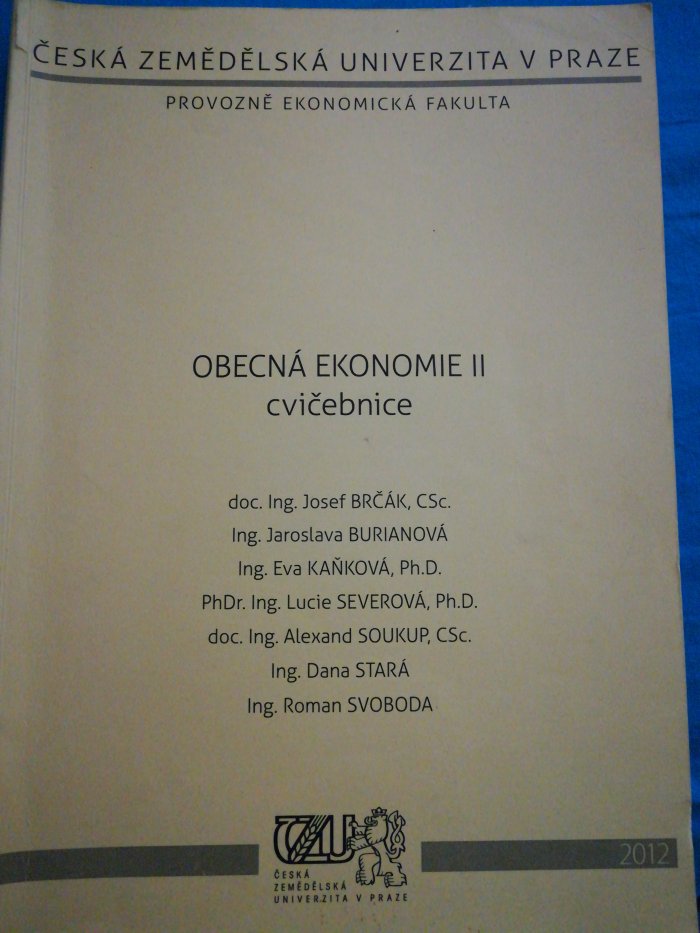 ČESKÁ ZEMĚDĚLSKÁ UNIVERZITA V PRAZE
PROVOZNĚ EKONOMICKÁ FAKULTA
OBECNÁ EKONOMIE II
cvičebnice
doc. Ing. Josef BRČÁK, CSc.
Ing. Jaroslava BURIANOVÁ
Ing. Eva KAŇKOVÁ, Ph.D.
PhDr. Ing. Lucie SEVEROVÁ, Ph.D.
doc. Ing. Alexand SOUKUP, CSc.
Ing. Dana STARÁ
Ing. Roman SVOBODA
ČZU
ČESKÁ
ZEMĚDĚLSKÁ
UNIVERZITA V PRAZE
2012